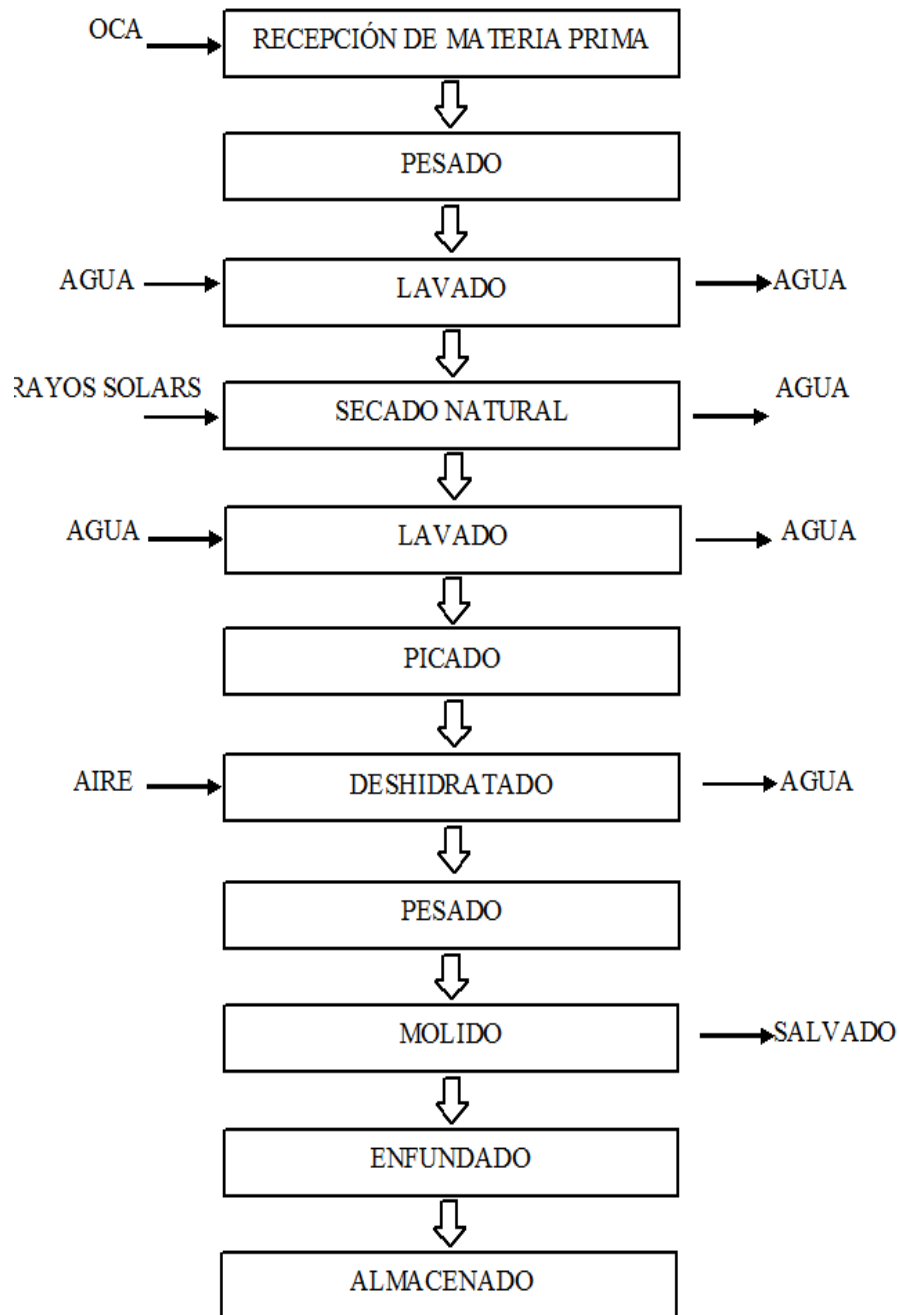 OCA
RECEPCIÓN DE MATERIA PRIMA
PESADO
AGUA
LAVADO
AGUA
RAYOS SOLARS
SECADO NATURAL
AGUA
AGUA
LAVADO
AGUA
PICADO
AIRE
DESHIDRATADO
AGUA
PESADO
MOLIDO
SALVADO
ENFUNDADO
ALMACENADO